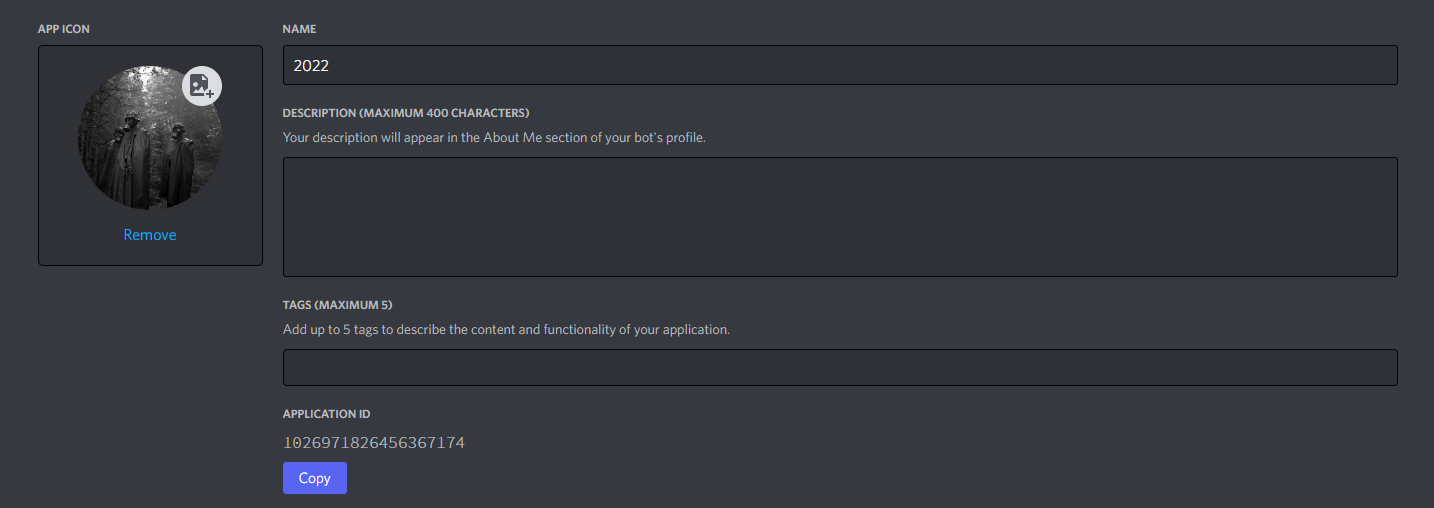 APP ICON
Remove
NAME
2022
DESCRIPTION (MAXIMUM 400 CHARACTERS)
Your description will appear in the About Me section of your bot's profile.
TAGS (MAXIMUM 5)
Add up to 5 tags to describe the content and functionality of your application.
APPLICATION ID
1026971826456367174
Copy